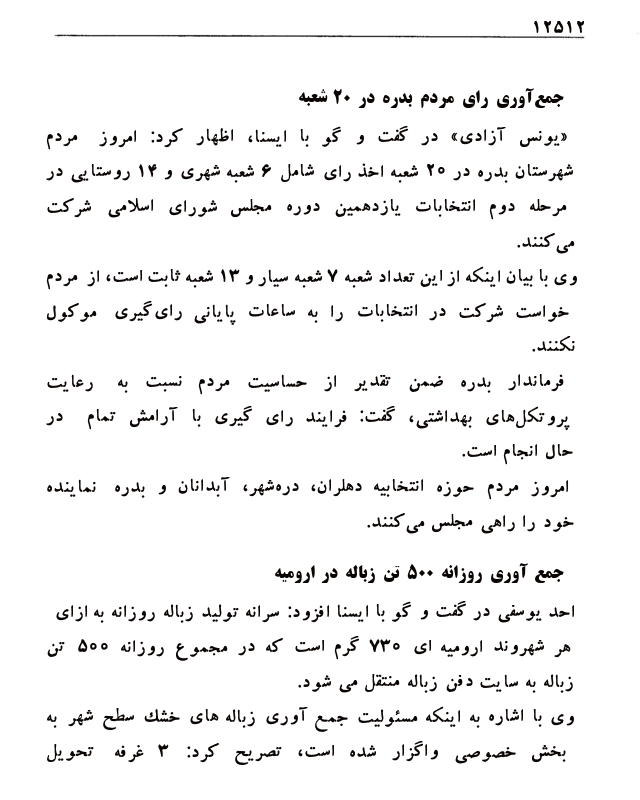 ۱۲۵۱۲
جمع‌آوری رای مردم بدره در ۲۰ شعبه
«یونس آزادی» در گفت و گو با ایسنا، اظهار کرد: امروز مردم
شهرستان بدره در ۲۰ شعبه اخذ رای شامل ۶ شعبه شهری و ۱۴ روستایی در
مرحله دوم انتخابات یازدهمین دوره مجلس شورای اسلامی شرکت
می‌کنند.
وی با بیان اینکه از این تعداد شعبه ۷ شعبه سیار و ۱۳ شعبه ثابت است، از مردم
خواست شرکت در انتخابات را به ساعات پایانی رای‌گیری موکول
نکنند.
فرماندار بدره ضمن تقدیر از حساسیت مردم نسبت به رعایت
پروتکل‌های بهداشتی، گفت: فرایند رای گیری با آرامش تمام در
حال انجام است.
امروز مردم حوزه انتخابیه دهلران، دره‌شهر، آبدانان و بدره نماینده
خود را راهی مجلس می‌کنند.
جمع آوری روزانه ۵۰۰ تن زباله در ارومیه
احد یوسفی در گفت و گو با ایسنا افزود: سرانه تولید زباله روزانه به ازای
هر شهروند ارومیه ای ۷۳۰ گرم است که در مجموع روزانه ۵۰۰ تن
زباله به سایت دفن زباله منتقل می شود.
وی با اشاره به اینکه مسئولیت جمع آوری زباله های خشك سطح شهر به
بخش خصوصی واگزار شده است، تصریح کرد: ۳ غرفه تحویل